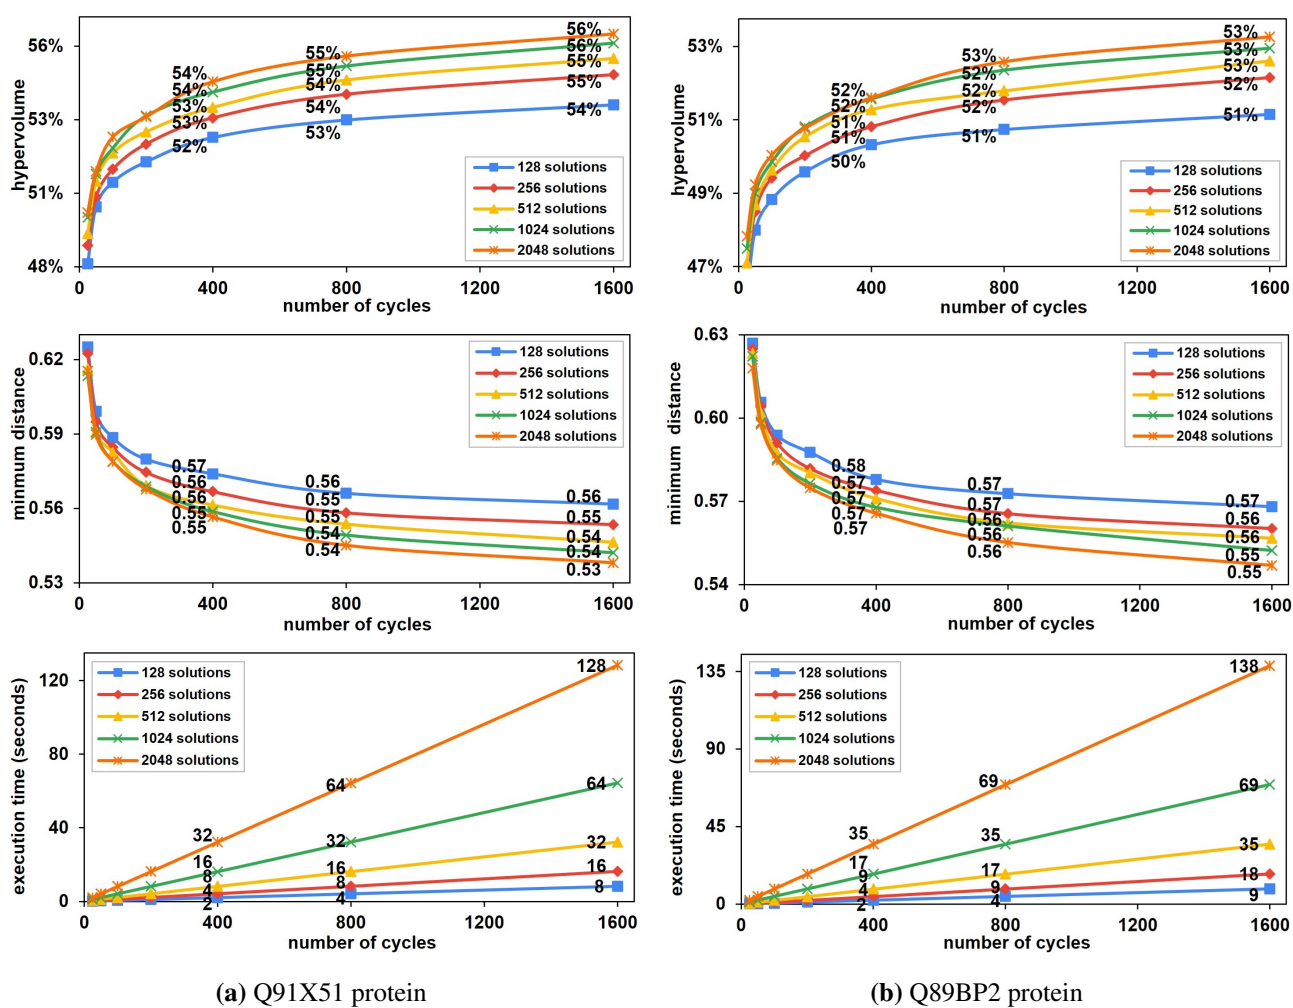 hypervolume
56%
53%
51%
48%
54%
54%
53%
53%
52%
55%
55%
54%
54%
53%
56%
56%
55%
55%
54%
128 solutions
256 solutions
512 solutions
1024 solutions
2048 solutions
0 400 800 1200 1600
number of cycles
hypervolume
53%
51%
49%
47%
52%
52%
51%
51%
50%
53%
52%
52%
52%
51%
53%
53%
53%
52%
51%
128 solutions
256 solutions
512 solutions
1024 solutions
2048 solutions
0 400 800 1200 1600
number of cycles
minmum distance
0.62
0.59
0.56
0.53
0.57
0.56
0.56
0.55
0.55
0.56
0.55
0.55
0.54
0.54
0.56
0.55
0.54
0.54
0.53
128 solutions
256 solutions
512 solutions
1024 solutions
2048 solutions
0 400 800 1200 1600
number of cycles
minimum distance
0.63
0.60
0.57
0.54
0.58
0.57
0.57
0.57
0.57
0.57
0.57
0.56
0.56
0.56
0.57
0.56
0.56
0.55
0.55
128 solutions
256 solutions
512 solutions
1024 solutions
2048 solutions
0 400 800 1200 1600
number of cycles
execution time (seconds)
120
80
40
0
32
16
8
4
2
64
32
16
8
4
128
64
32
16
8
128 solutions
256 solutions
512 solutions
1024 solutions
2048 solutions
0 400 800 1200 1600
number of cycles
execution time (seconds)
135
90
45
0
35
17
9
4
2
69
35
17
9
4
138
69
35
18
9
128 solutions
256 solutions
512 solutions
1024 solutions
2048 solutions
0 400 800 1200 1600
number of cycles
(a) Q91X51 protein
(b) Q89BP2 protein